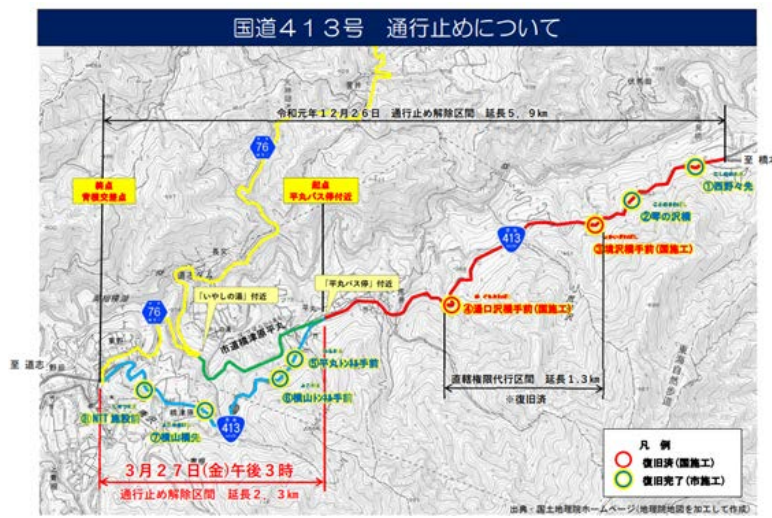 国道413号 通行止めについて
令和元年12月26日 通行止め解除区間 延長5.9km
至 橋本
76
終点
青根交差点
起点
平丸バス停付近
①西野々先
②琴の沢橋
413
③境沢橋手前(国施工)
「いやしの湯」付近
「平丸バス停」付近
76
④湯口沢橋手前(国施工)
市道横津原平丸
至 道志
⑤平丸トンネル手前
直轄権限代行区間 延長1.3km
※復旧済
⑥横山トンネル手前
⑧NTT施設前
⑦横山橋先
413
東海自然歩道
3月27日(金)午後3時
通行止め解除区間 延長2.3km
凡 例
復旧済(国施工)
復旧完了(市施工)
出典:国土地理院ホームページ(地理院地図を加工して作成)